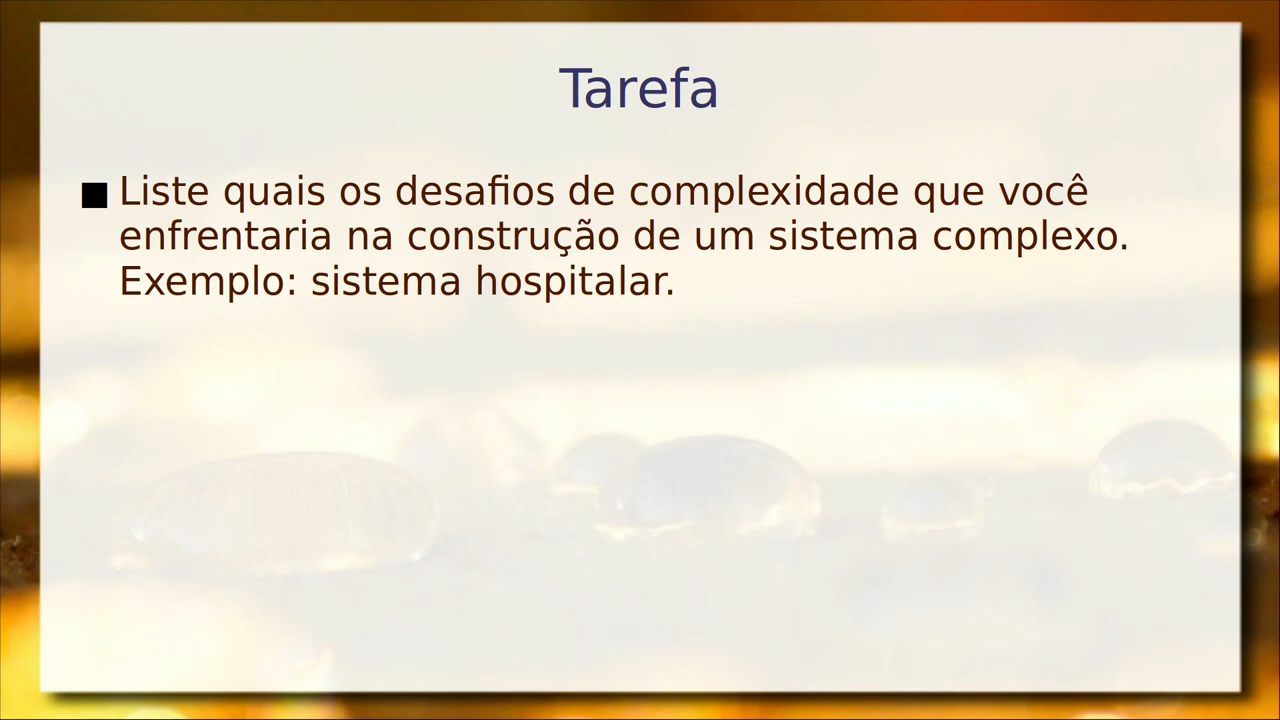 Tarefa
■ Liste quais os desafios de complexidade que você
enfrentaria na construção de um sistema complexo.
Exemplo: sistema hospitalar.